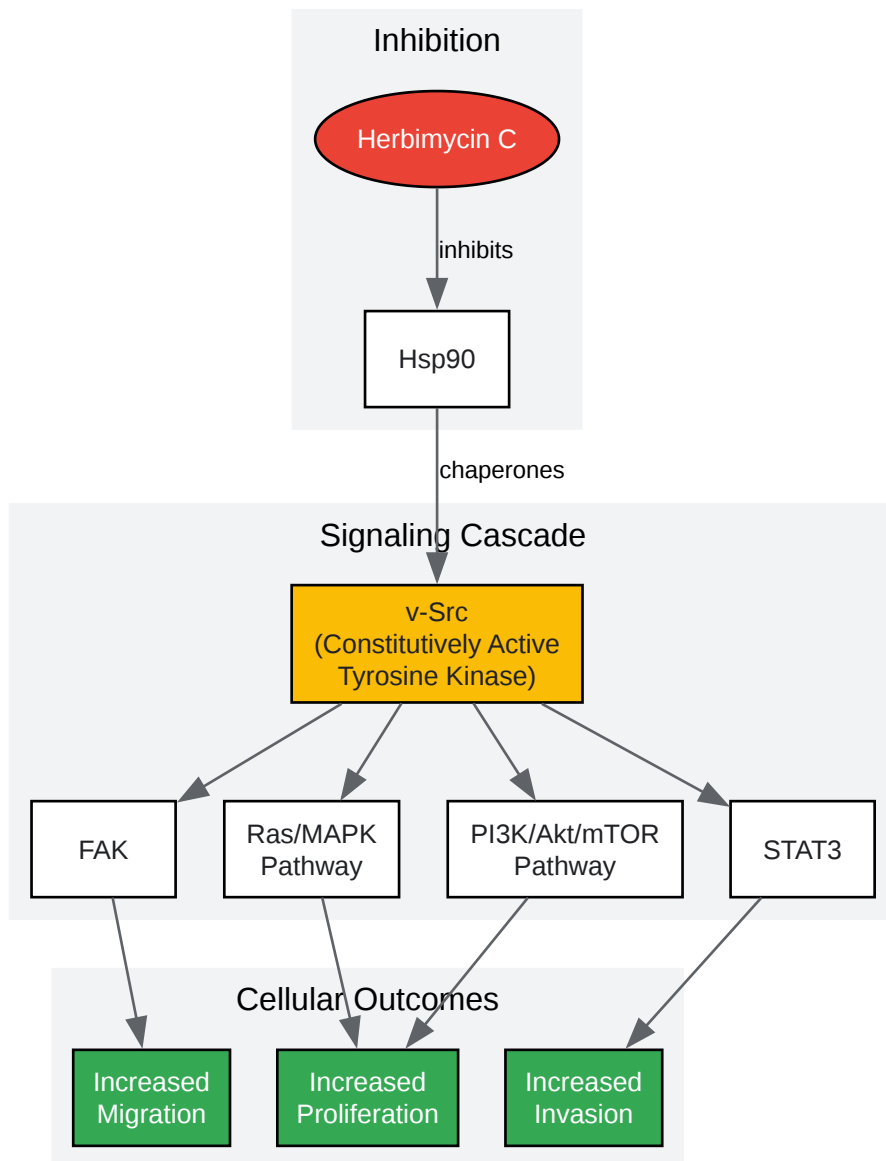 Inhibition
Herbimycin C
inhibits
Hsp90
chaperones
Signaling Cascade
v-Src
(Constitutively Active
Tyrosine Kinase)
FAK
Ras/MAPK
Pathway
PI3K/Akt/mTOR
Pathway
STAT3
Cellular Outcomes
Increased
Migration
Increased
Proliferation
Increased
Invasion